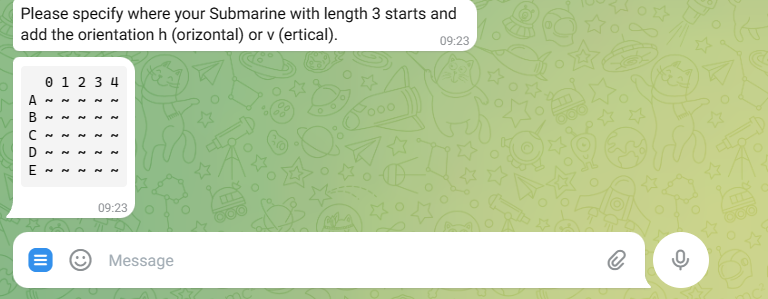 Please specify where your Submarine with length 3 starts and
add the orientation h (orizontal) or v (ertical).
09:23
0 1 2 3 4
A ~ ~ ~ ~ ~
B ~ ~ ~ ~ ~
C ~ ~ ~ ~ ~
D ~ ~ ~ ~ ~
E ~ ~ ~ ~ ~
09:23
Message